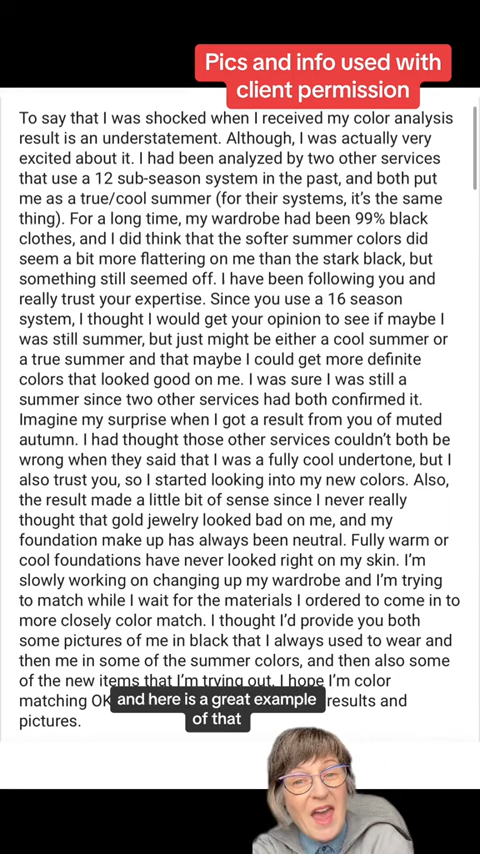 Pics and info used with
client permission
To say that I was shocked when I received my color analysis
result is an understatement. Although, I was actually very
excited about it. I had been analyzed by two other services
that use a 12 sub-season system in the past, and both put
me as a true/cool summer (for their systems, it's the same
thing). For a long time, my wardrobe had been 99% black
clothes, and I did think that the softer summer colors did
seem a bit more flattering on me than the stark black, but
something still seemed off. I have been following you and
really trust your expertise. Since you use a 16 season
system, I thought I would get your opinion to see if maybe I
was still summer, but just might be either a cool summer or
a true summer and that maybe I could get more definite
colors that looked good on me. I was sure I was still a
summer since two other services had both confirmed it.
Imagine my surprise when I got a result from you of muted
autumn. I had thought those other services couldn't both be
wrong when they said that I was a fully cool undertone, but I
also trust you, so I started looking into my new colors. Also,
the result made a little bit of sense since I never really
thought that gold jewelry looked bad on me, and my
foundation make up has always been neutral. Fully warm or
cool foundations have never looked right on my skin. I'm
slowly working on changing up my wardrobe and I'm trying
to match while I wait for the materials I ordered to come in to
more closely color match. I thought I'd provide you both
some pictures of me in black that I always used to wear and
then me in some of the summer colors, and then also some
of the new items that I'm trying out. I hope I'm color
matching OK results and
pictures.
and here is a great example
of that